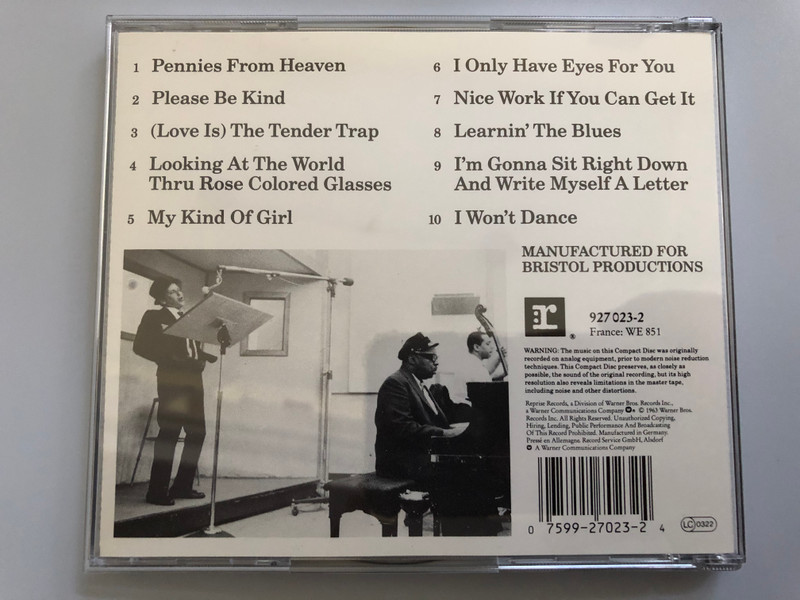 1 Pennies From Heaven
2 Please Be Kind
3 (Love Is) The Tender Trap
4 Looking At The World
Thru Rose Colored Glasses
5 My Kind Of Girl
6 I Only Have Eyes For You
7 Nice Work If You Can Get It
8 Learnin' The Blues
9 I'm Gonna Sit Right Down
And Write Myself A Letter
10 I Won't Dance
MANUFACTURED FOR
BRISTOL PRODUCTIONS
r
®
927 023-2
France: WE 851
WARNING: The music on this Compact Disc was originally
recorded on analog equipment, prior to modern noise reduction
techniques. This Compact Disc preserves, as closely as
possible, the sound of the original recording, but its high
resolution also reveals limitations in the master tape,
including noise and other distortions.
Reprise Records, a Division of Warner Bros. Records Inc.,
a Warner Communications Company ®. © 1963 Warner Bros.
Records Inc. All Rights Reserved. Unauthorized Copying,
Hiring, Lending, Public Performance And Broadcasting
Of This Record Prohibited. Manufactured in Germany.
Pressé en Allemagne. Record Service GmbH, Alsdorf
A Warner Communications Company
0 7599-27023-2 4
LC 0322